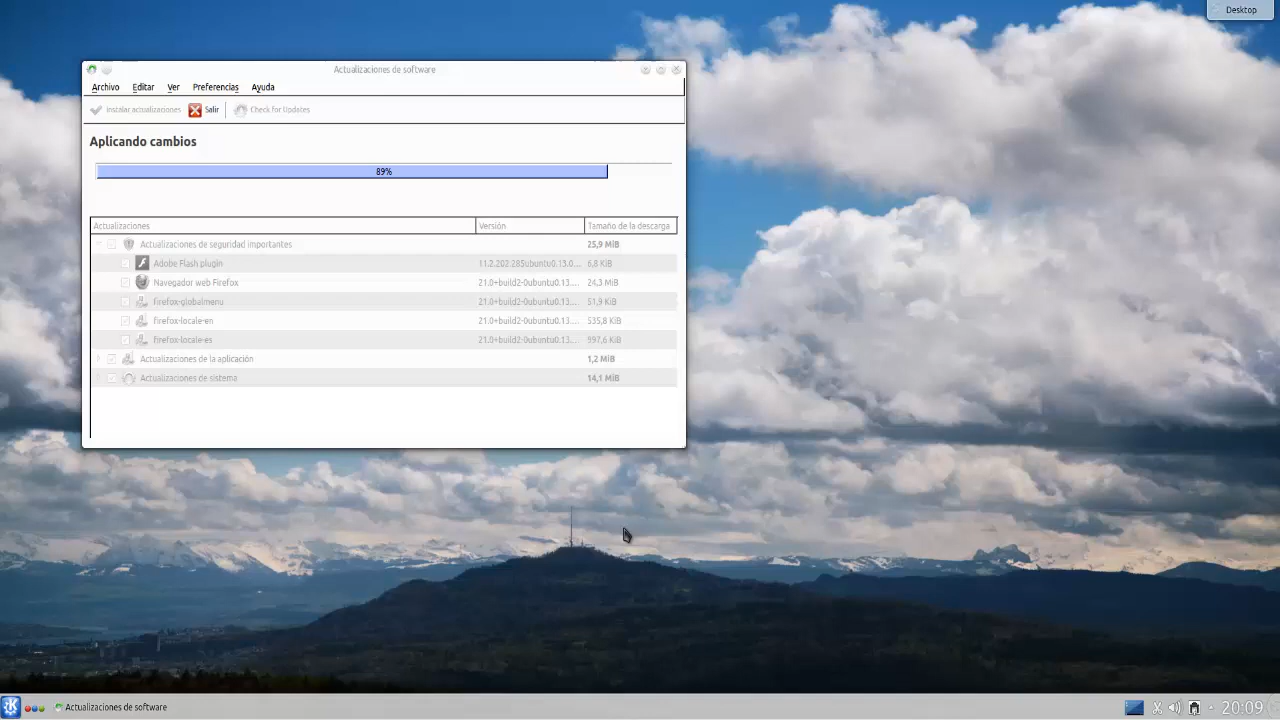 Desktop
Actualizaciones de software
Archivo Editar Ver Preferencias Ayuda
Instalar actualizaciones Salir Check for Updates
Aplicando cambios
89%
Actualizaciones Versión Tamaño de la descarga
Actualizaciones de seguridad importantes 25,9 MiB
Adobe Flash plugin 11.2.202.285ubuntu0.13.0... 6,8 KiB
Navegador web Firefox 21.0+build2-0ubuntu0.13.... 24,3 MiB
firefox-globalmenu 21.0+build2-0ubuntu0.13.... 51,9 KiB
firefox-locale-en 21.0+build2-0ubuntu0.13.... 535,8 KiB
firefox-locale-es 21.0+build2-0ubuntu0.13.... 997,6 KiB
Actualizaciones de la aplicación 1,2 MiB
Actualizaciones de sistema 14,1 MiB
Actualizaciones de software 20:09